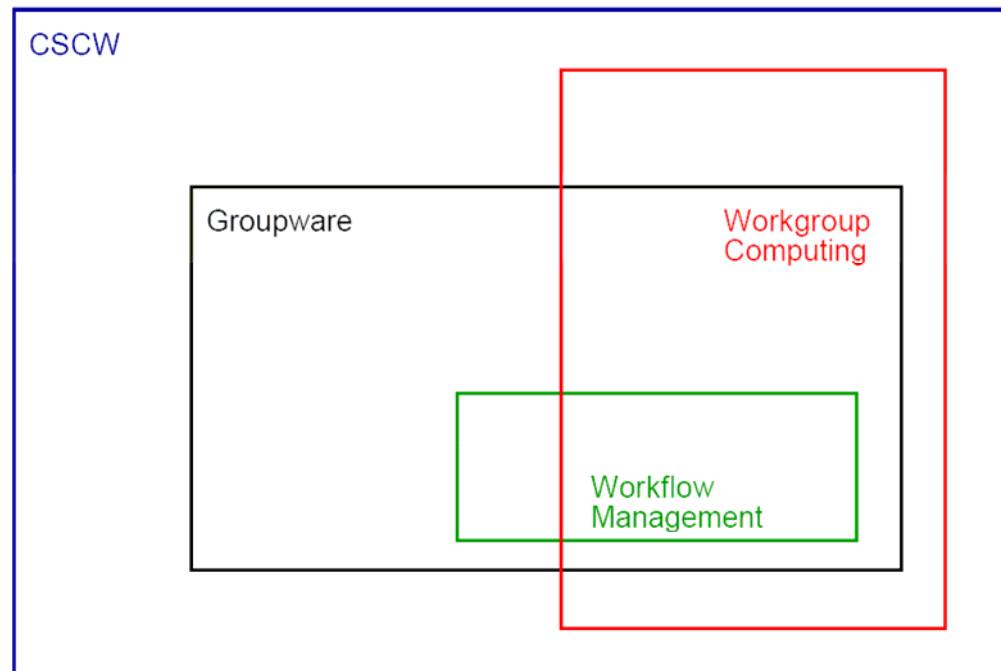 CSCW
Groupware
Workgroup
Computing
Workflow
Management